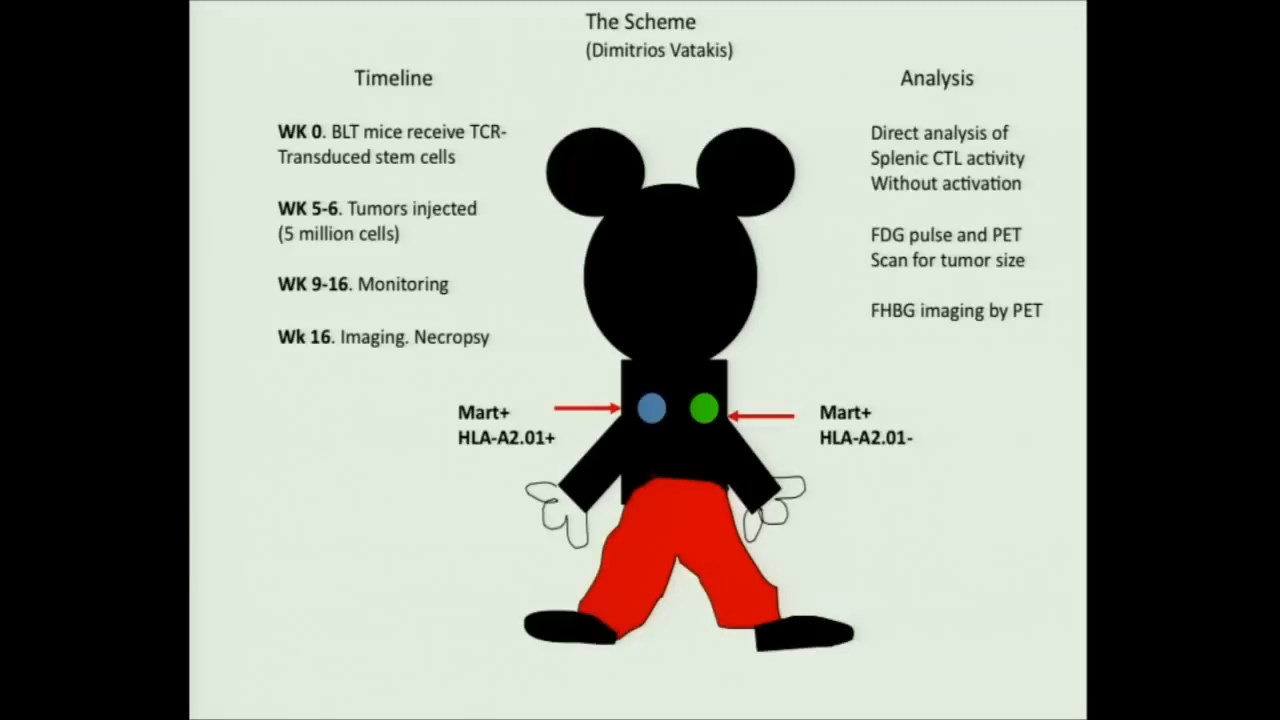 The Scheme
(Dimitrios Vatakis)
Timeline
WK 0. BLT mice receive TCR-
Transduced stem cells
WK 5-6. Tumors injected
(5 million cells)
WK 9-16. Monitoring
Wk 16. Imaging. Necropsy
Analysis
Direct analysis of
Splenic CTL activity
Without activation
FDG pulse and PET
Scan for tumor size
FHBG imaging by PET
Mart+
HLA-A2.01+
Mart+
HLA-A2.01-